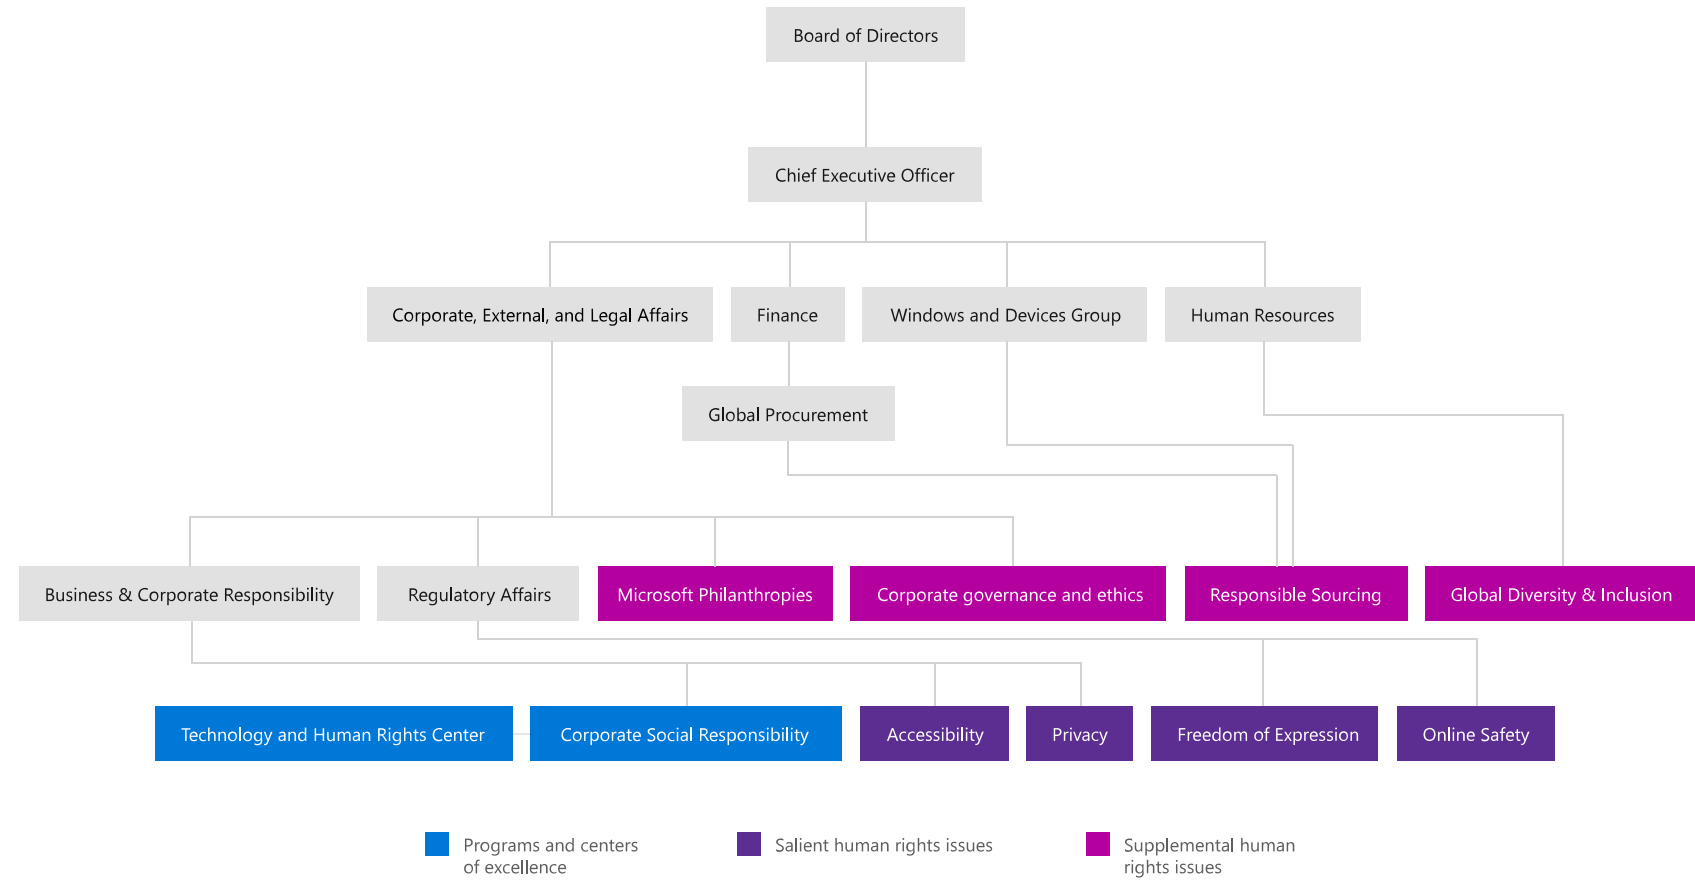 Board of Directors
Chief Executive Officer
Corporate, External, and Legal Affairs
Finance
Windows and Devices Group
Human Resources
Global Procurement
Business & Corporate Responsibility
Regulatory Affairs
Microsoft Philanthropies
Corporate governance and ethics
Responsible Sourcing
Global Diversity & Inclusion
Technology and Human Rights Center
Corporate Social Responsibility
Accessibility
Privacy
Freedom of Expression
Online Safety
Programs and centers
of excellence
Salient human rights issues
Supplemental human
rights issues